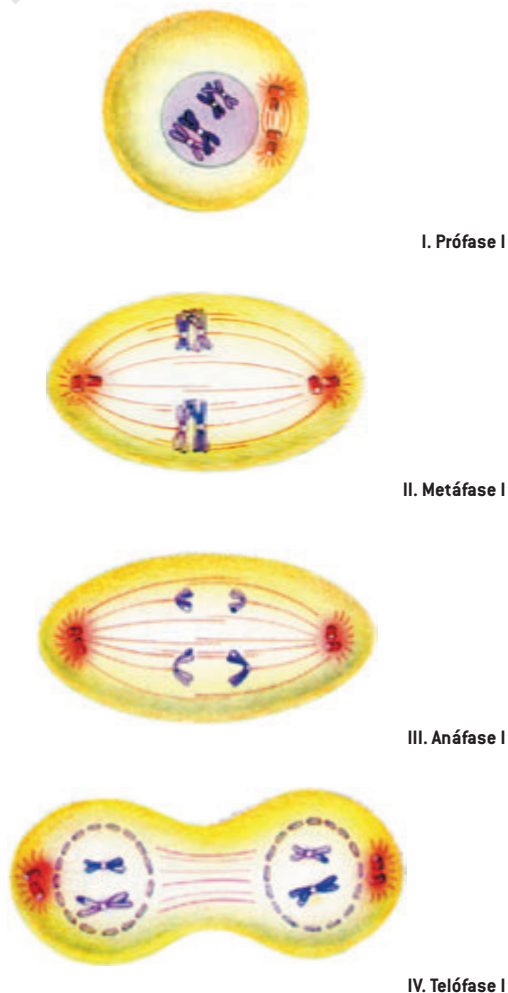 I. Prófase I
II. Metáfase I
III. Anáfase I
IV. Telófase I